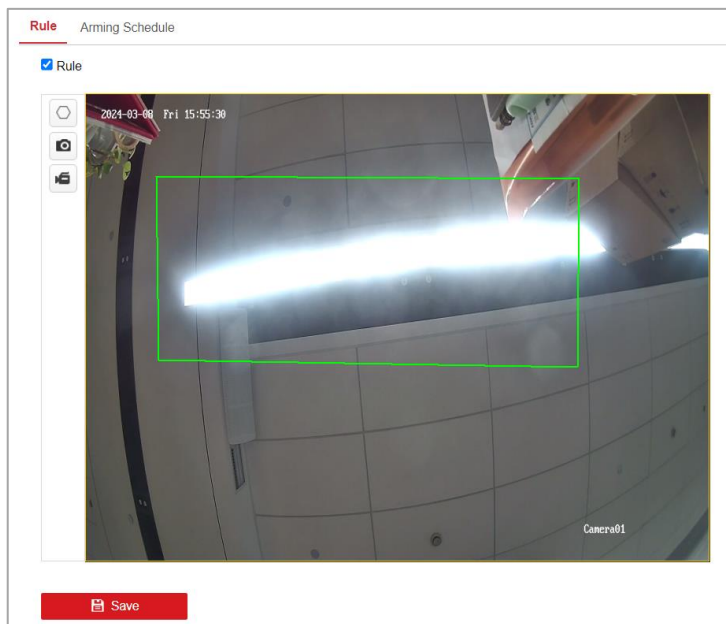 Rule
Arming Schedule
Rule
2024-03-08 Fri 15:55:30
Camera01
Save